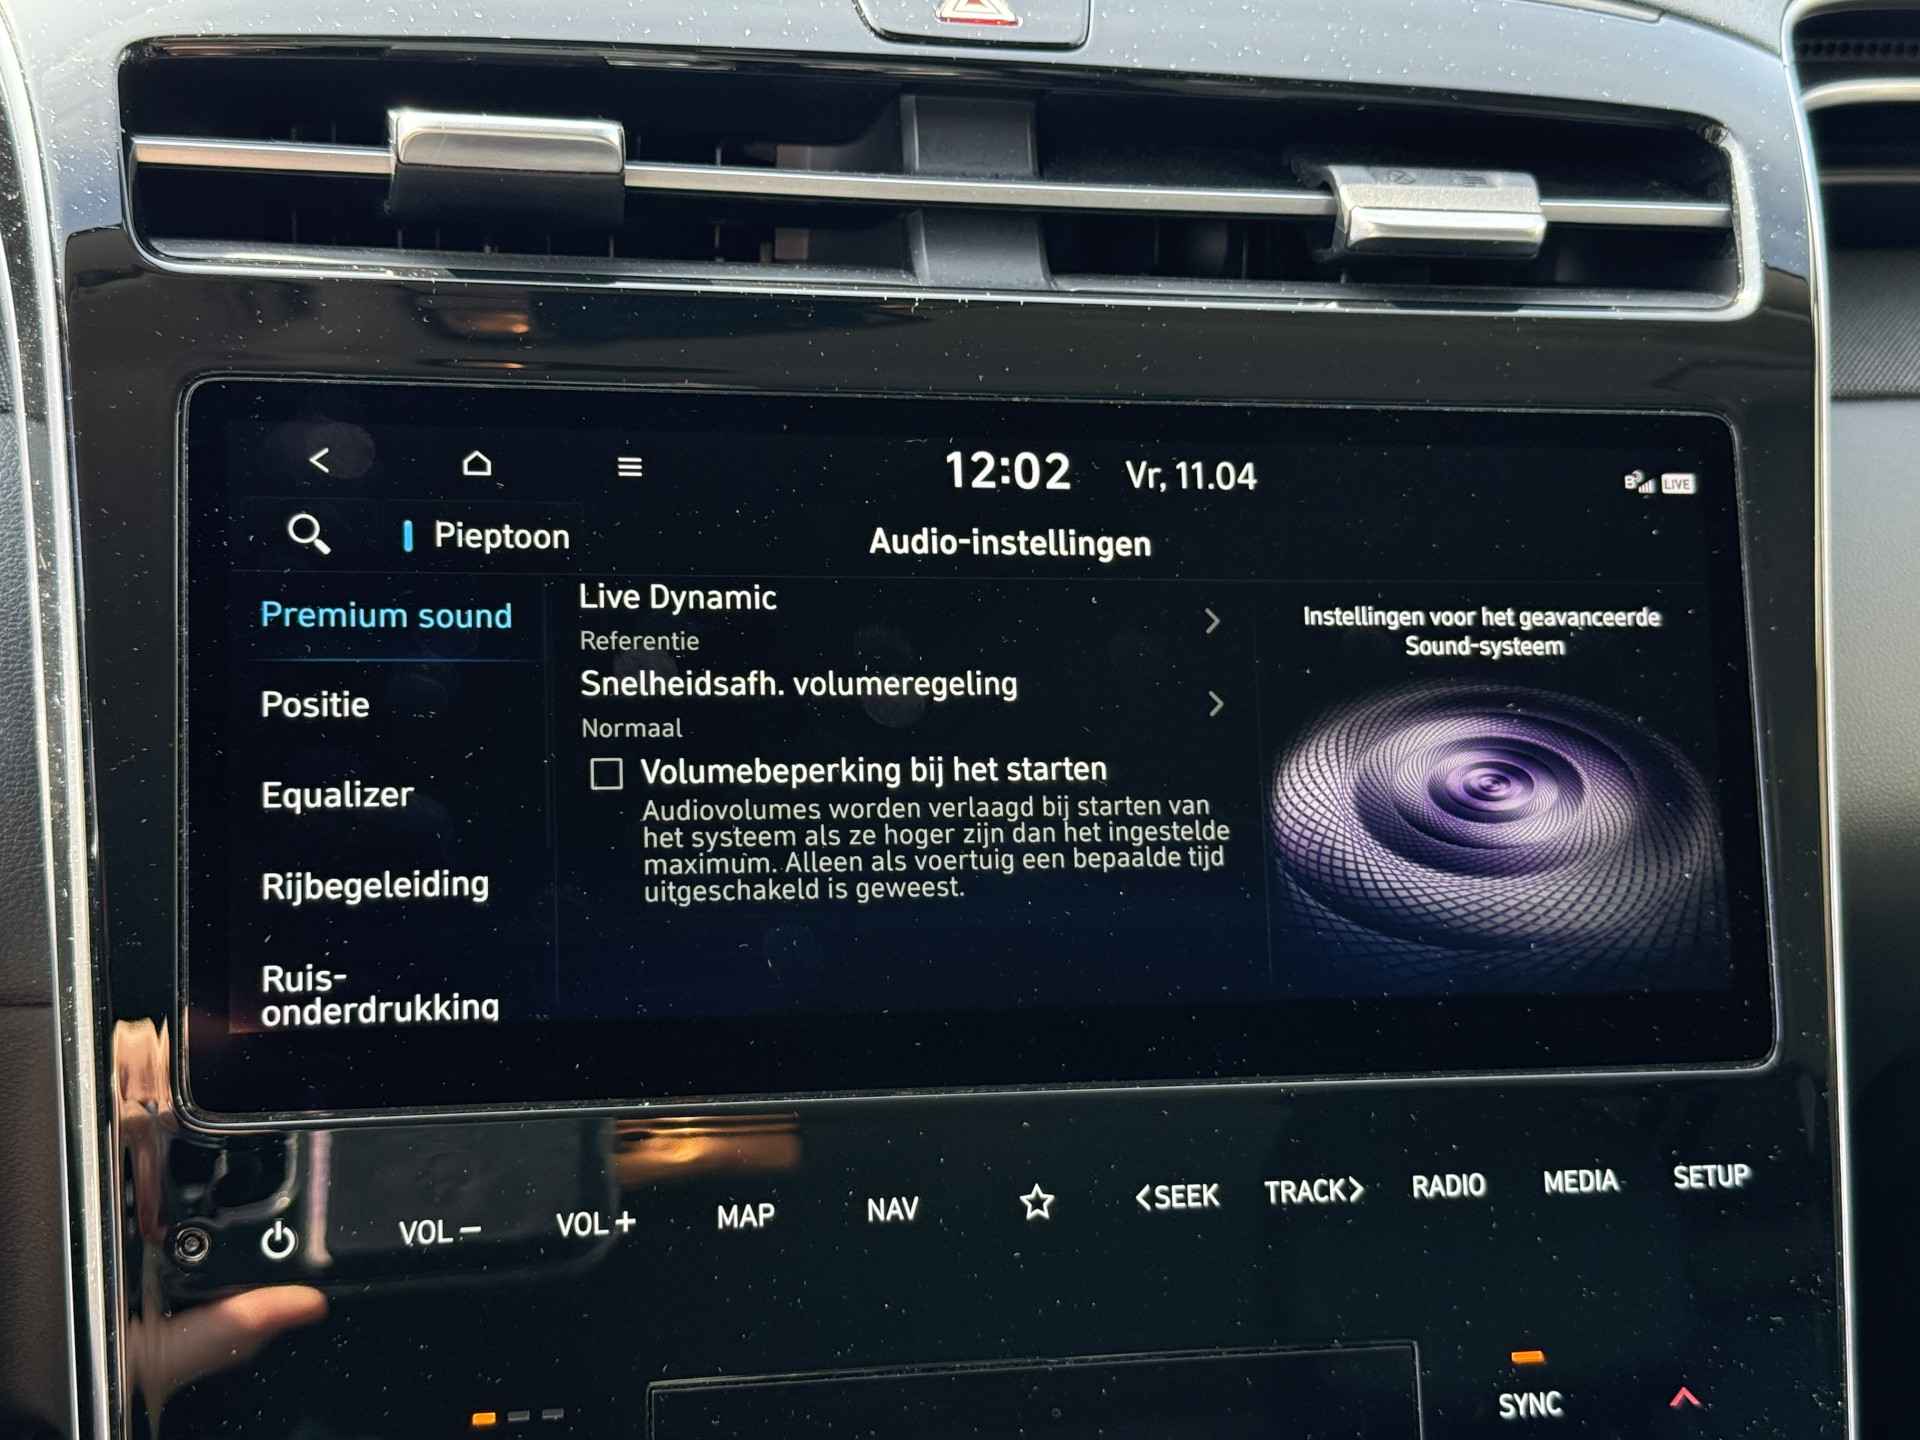 12:02 Vr, 11.04
LIVE
Pieptoon
Audio-instellingen
Premium sound
Positie
Equalizer
Rijbegeleiding
Ruis-
onderdrukking
Live Dynamic
Referentie
Snelheidsafh. volumeregeling
Normaal
Volumebeperking bij het starten
Audiovolumes worden verlaagd bij starten van
het systeem als ze hoger zijn dan het ingestelde
maximum. Alleen als voertuig een bepaalde tijd
uitgeschakeld is geweest.
Instellingen voor het geavanceerde
Sound-systeem
VOL − VOL + MAP NAV <SEEK TRACK> RADIO MEDIA SETUP
SYNC